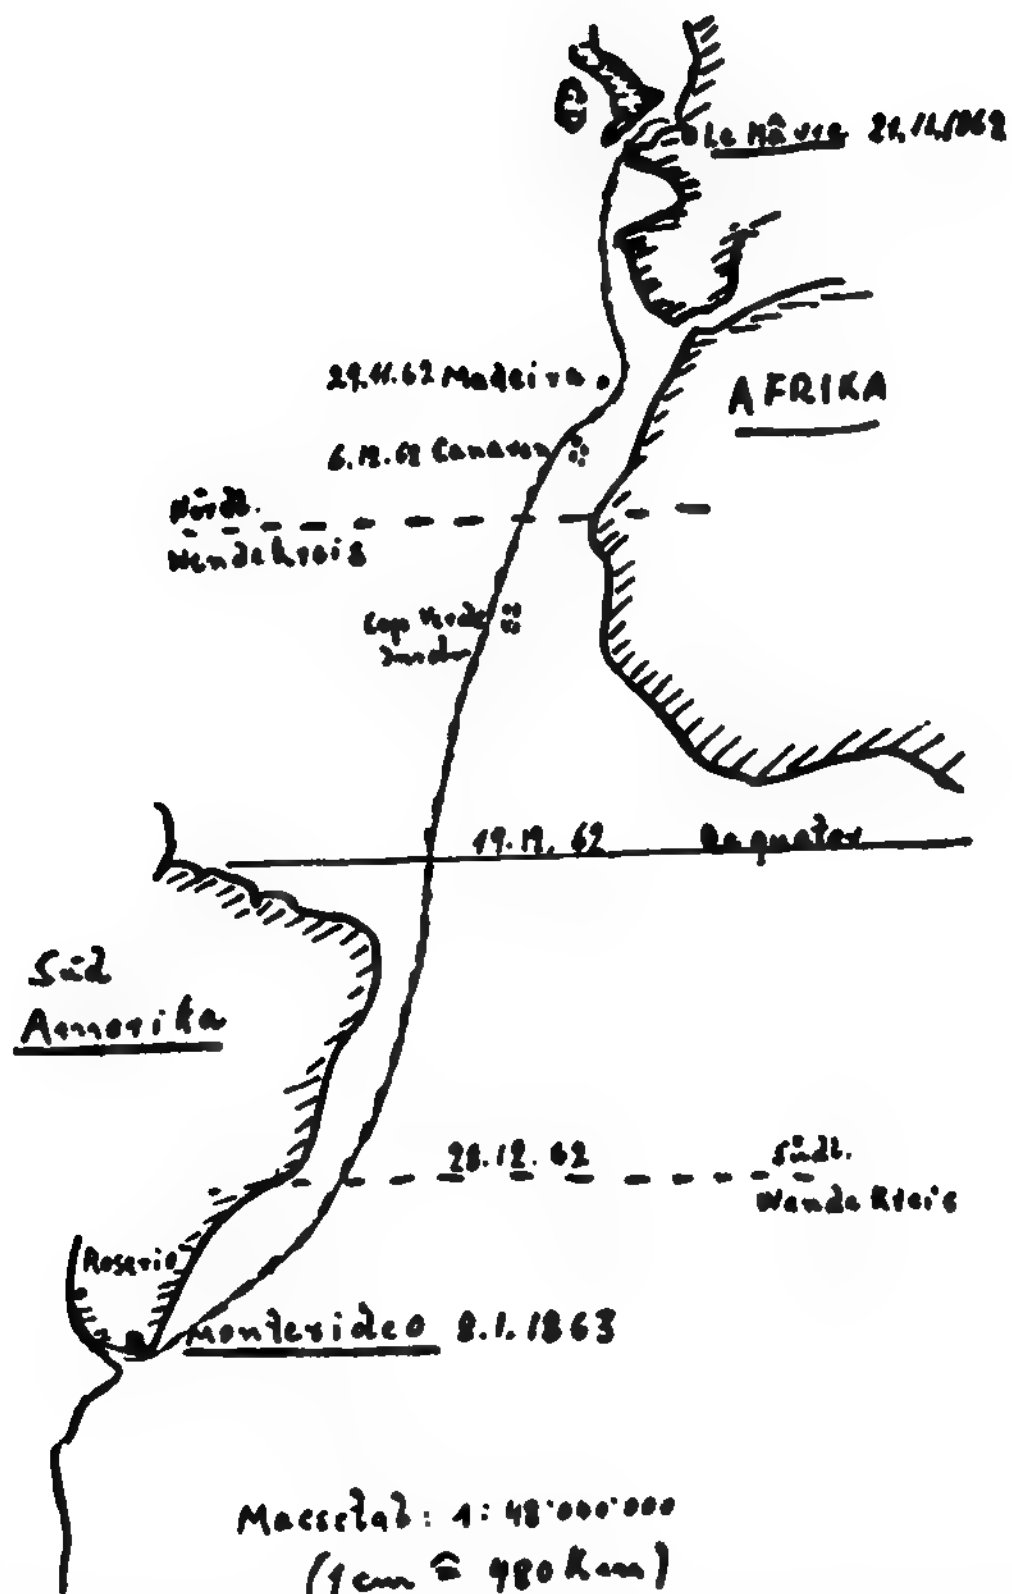 Le Hâvre 21.11.1862
29.11.62 Madeira
AFRIKA
6.12.62 Canaren
Nördl.
Wendekreis
Cap Verde
Inseln
19.12.62 Aequator
Süd
Amerika
28.12.62 Südl.
Wendekreis
Rosario
Montevideo 8.1.1863
Massstab: 1:48'000'000
(1 cm ≙ 480 km)